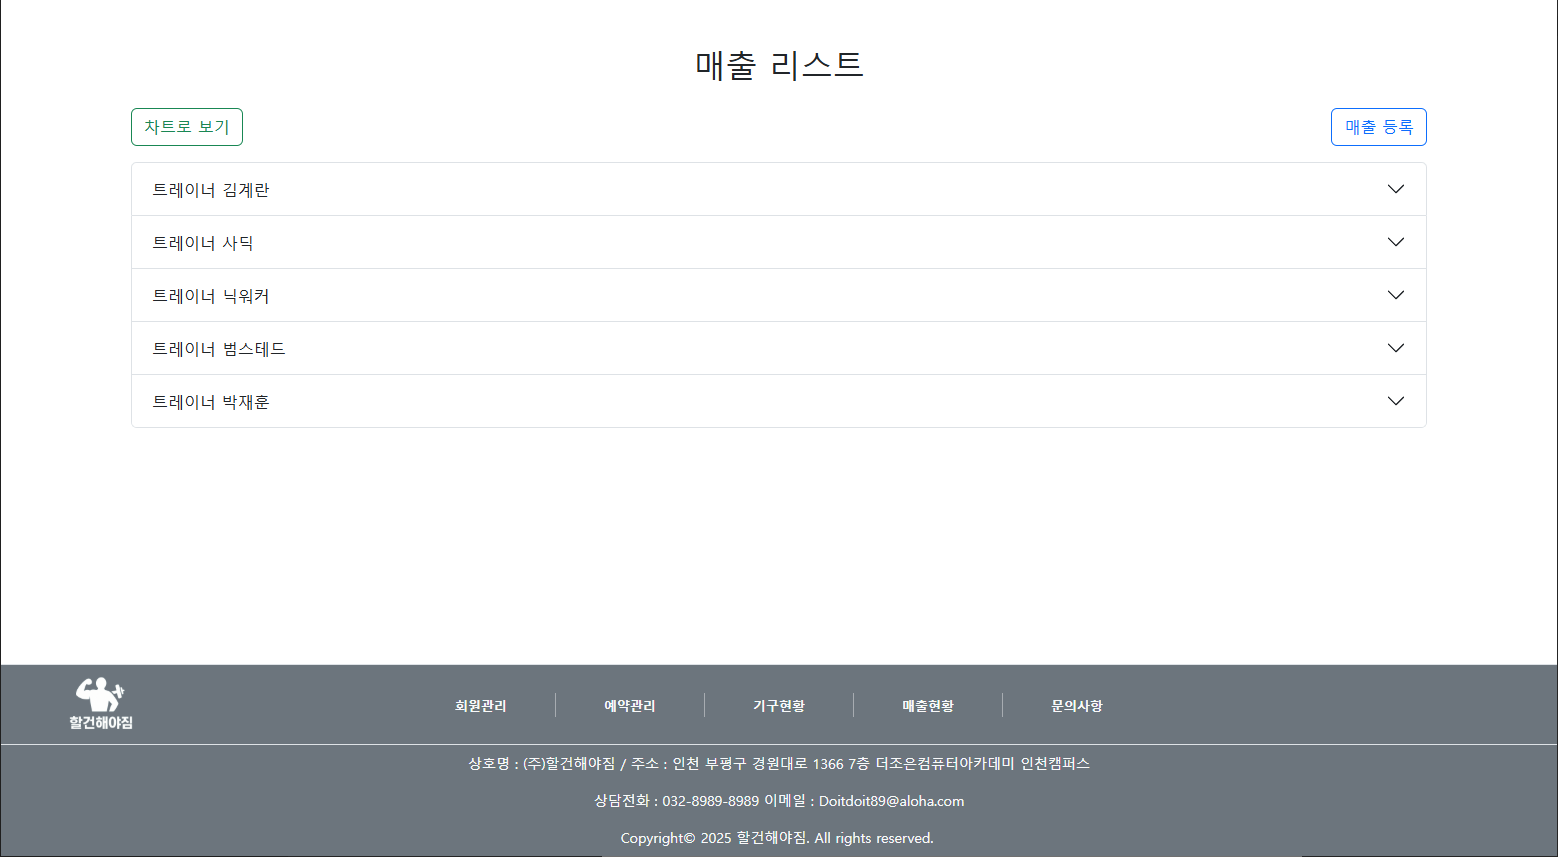 매출 리스트
차트로 보기
매출 등록
트레이너 김계란
트레이너 사딕
트레이너 닉워커
트레이너 범스테드
트레이너 박재훈
할건해야짐
회원관리
예약관리
기구현황
매출현황
문의사항
상호명 : (주)할건해야짐 / 주소 : 인천 부평구 경원대로 1366 7층 더조은컴퓨터아카데미 인천캠퍼스
상담전화 : 032-8989-8989 이메일 : Doitdoit89@aloha.com
Copyright© 2025 할건해야짐. All rights reserved.